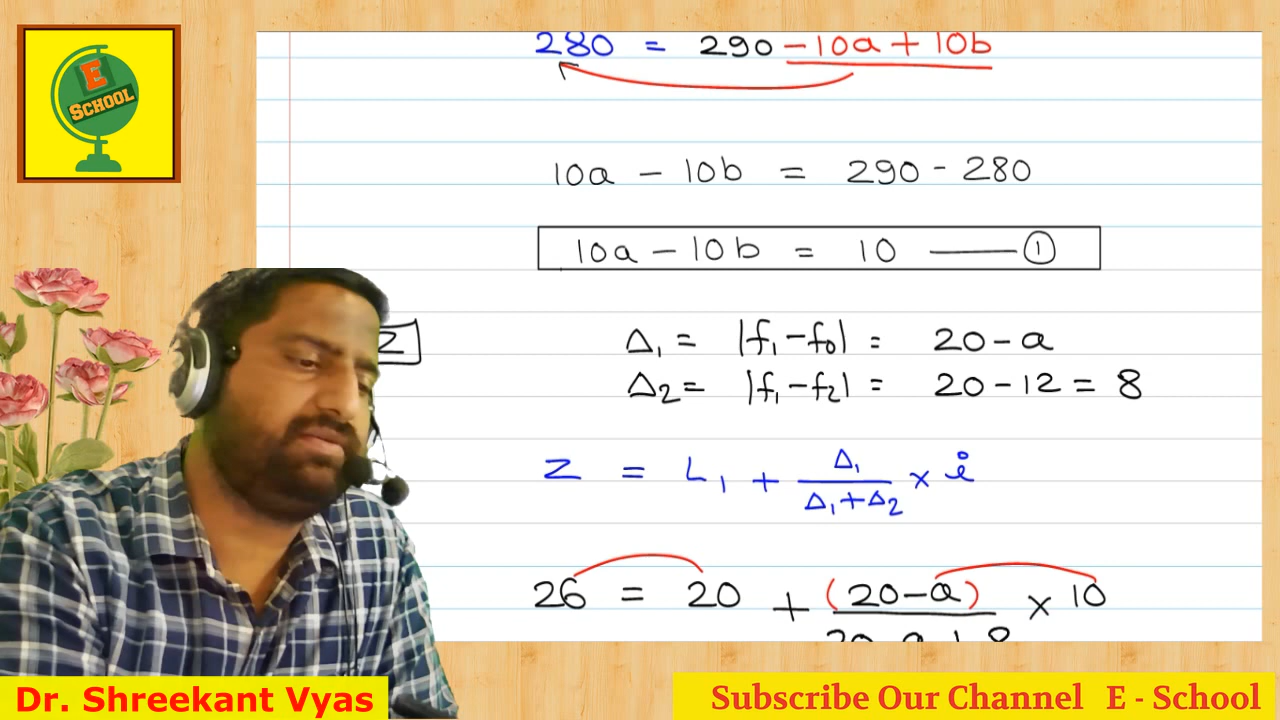 E
SCHOOL
280 = 290 - 10a + 10b
10a - 10b = 290 - 280
10a - 10b = 10 —— ①
Z
Δ₁ = |f₁ - f₀| = 20 - a
Δ₂ = |f₁ - f₂| = 20 - 12 = 8
Z = L₁ + Δ₁/(Δ₁ + Δ₂) × i
26 = 20 + (20 - a) × 10
Dr. Shreekant Vyas
Subscribe Our Channel E - School